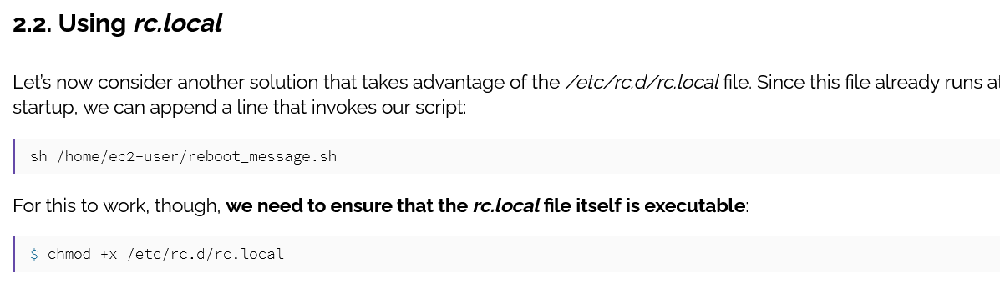 2.2. Using rc.local
Let's now consider another solution that takes advantage of the /etc/rc.d/rc.local file. Since this file already runs at
startup, we can append a line that invokes our script:
sh /home/ec2-user/reboot_message.sh
For this to work, though, we need to ensure that the rc.local file itself is executable:
$ chmod +x /etc/rc.d/rc.local